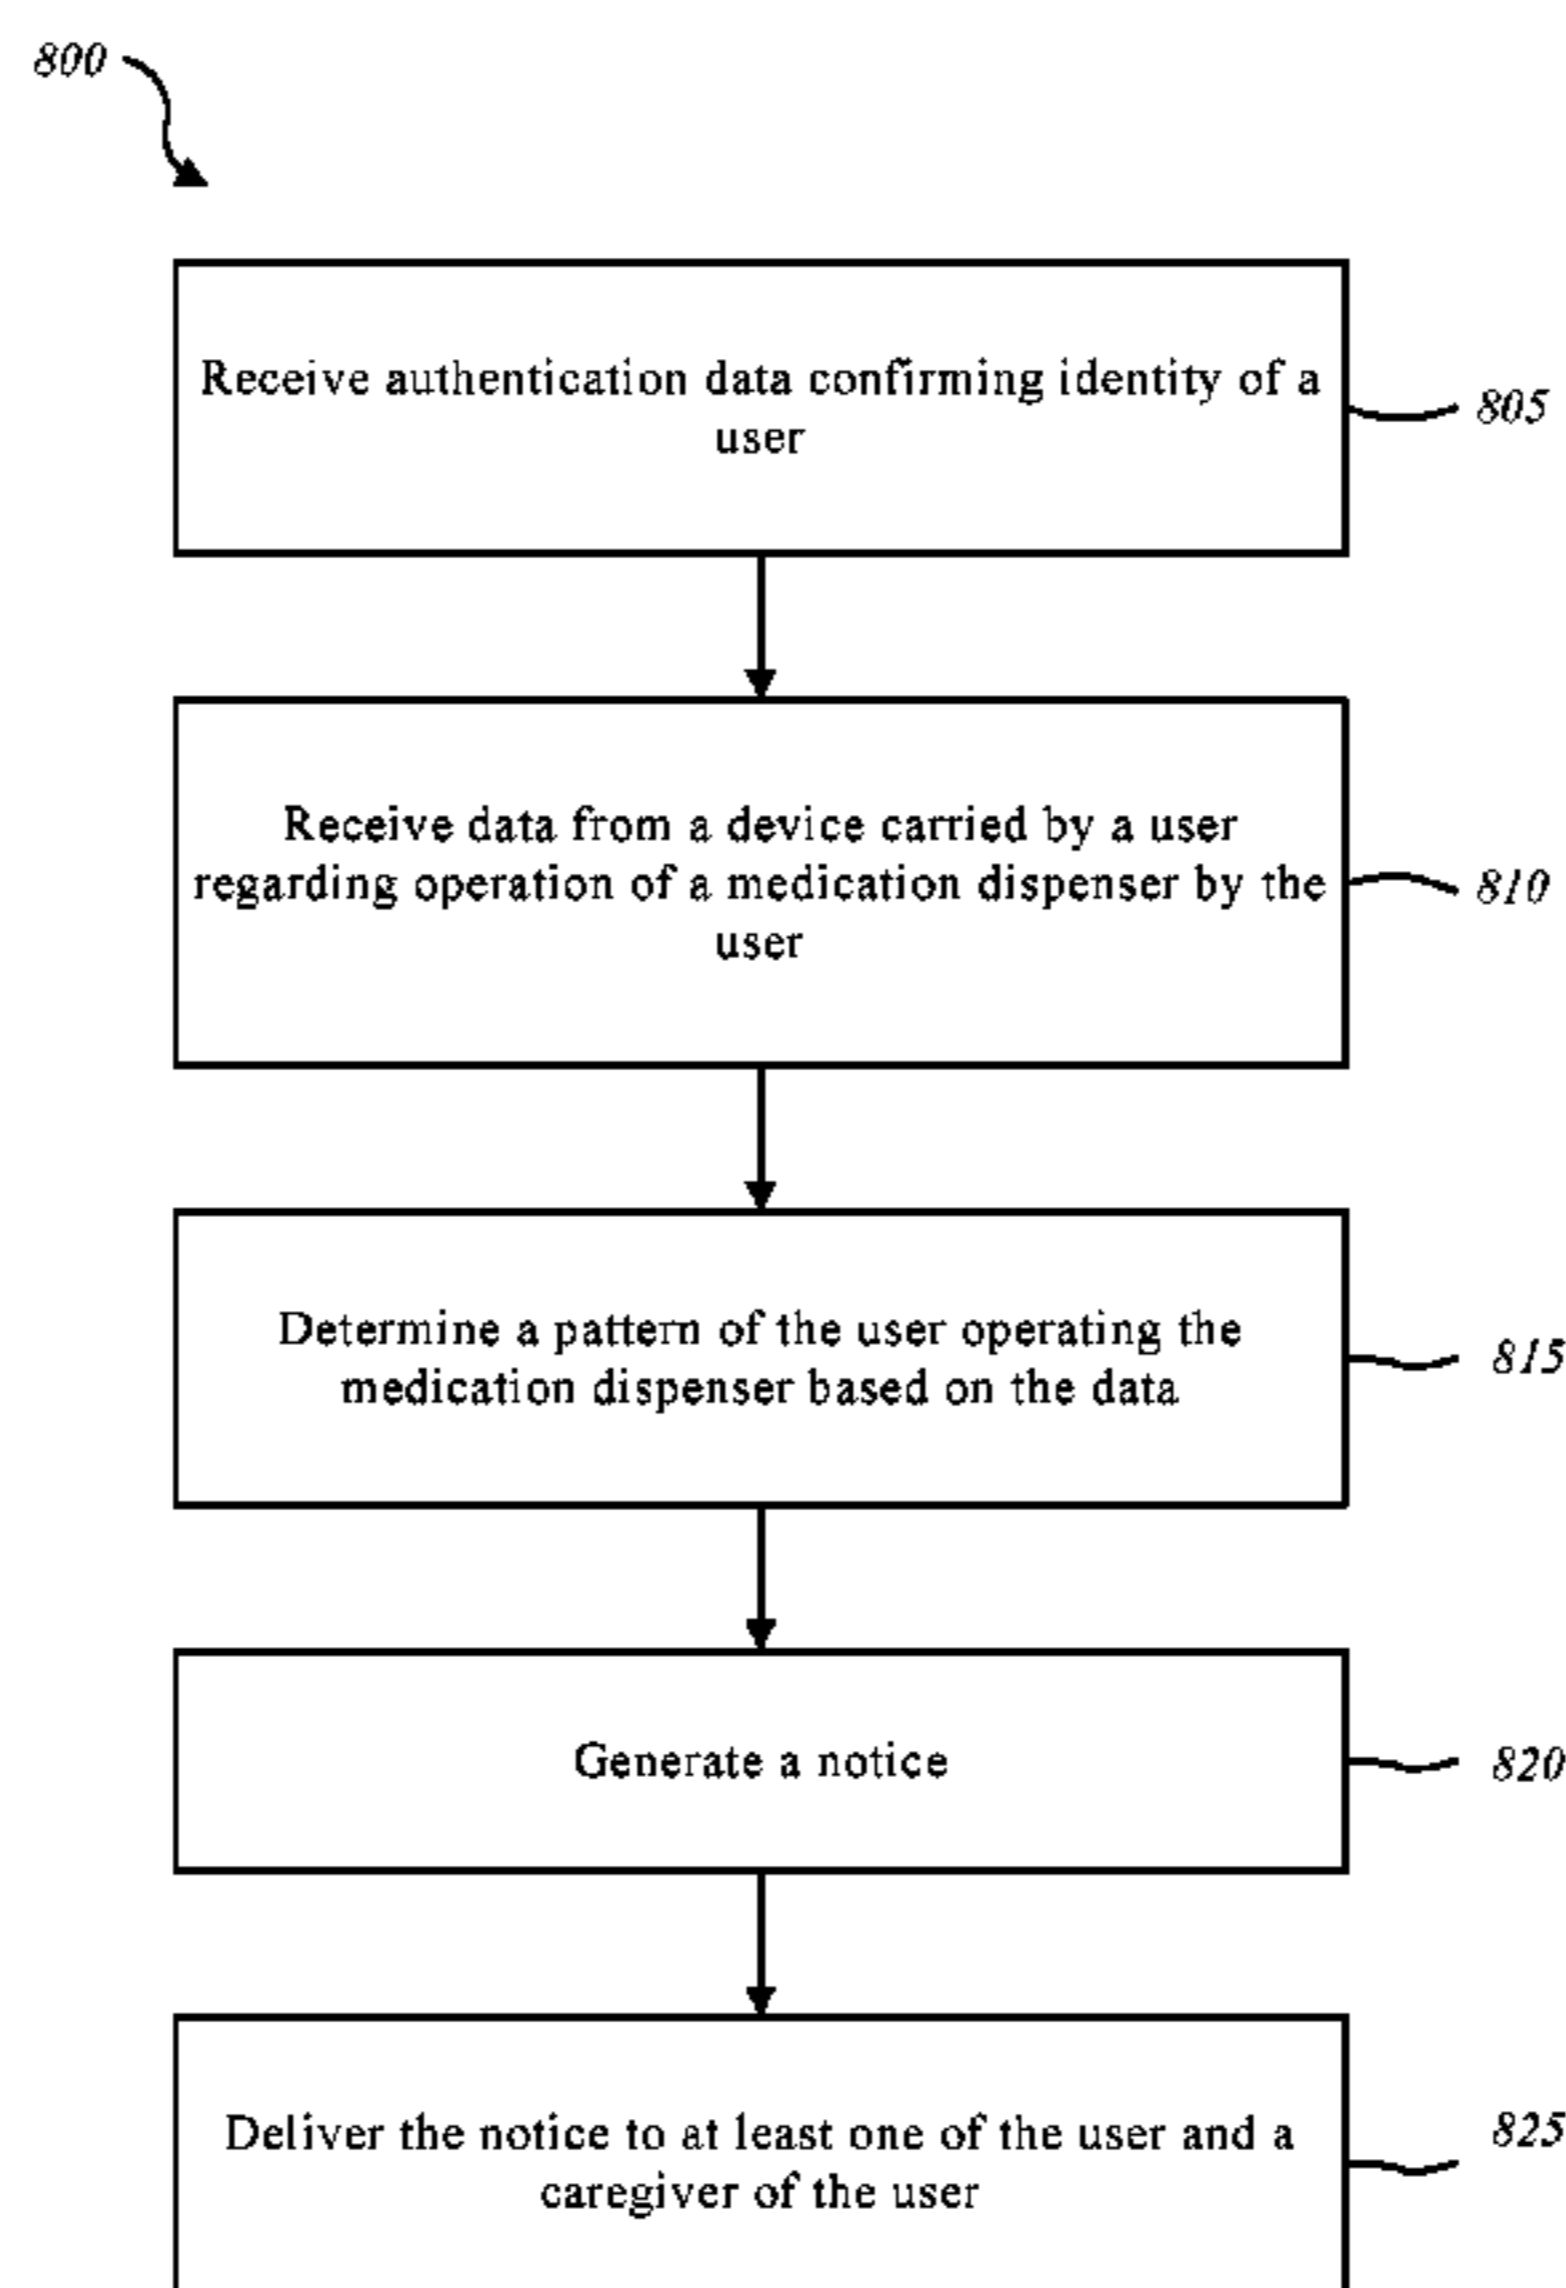 800
Receive authentication data confirming identity of a
user
805
Receive data from a device carried by a user
regarding operation of a medication dispenser by the
user
810
Determine a pattern of the user operating the
medication dispenser based on the data
815
Generate a notice
820
Deliver the notice to at least one of the user and a
caregiver of the user
825